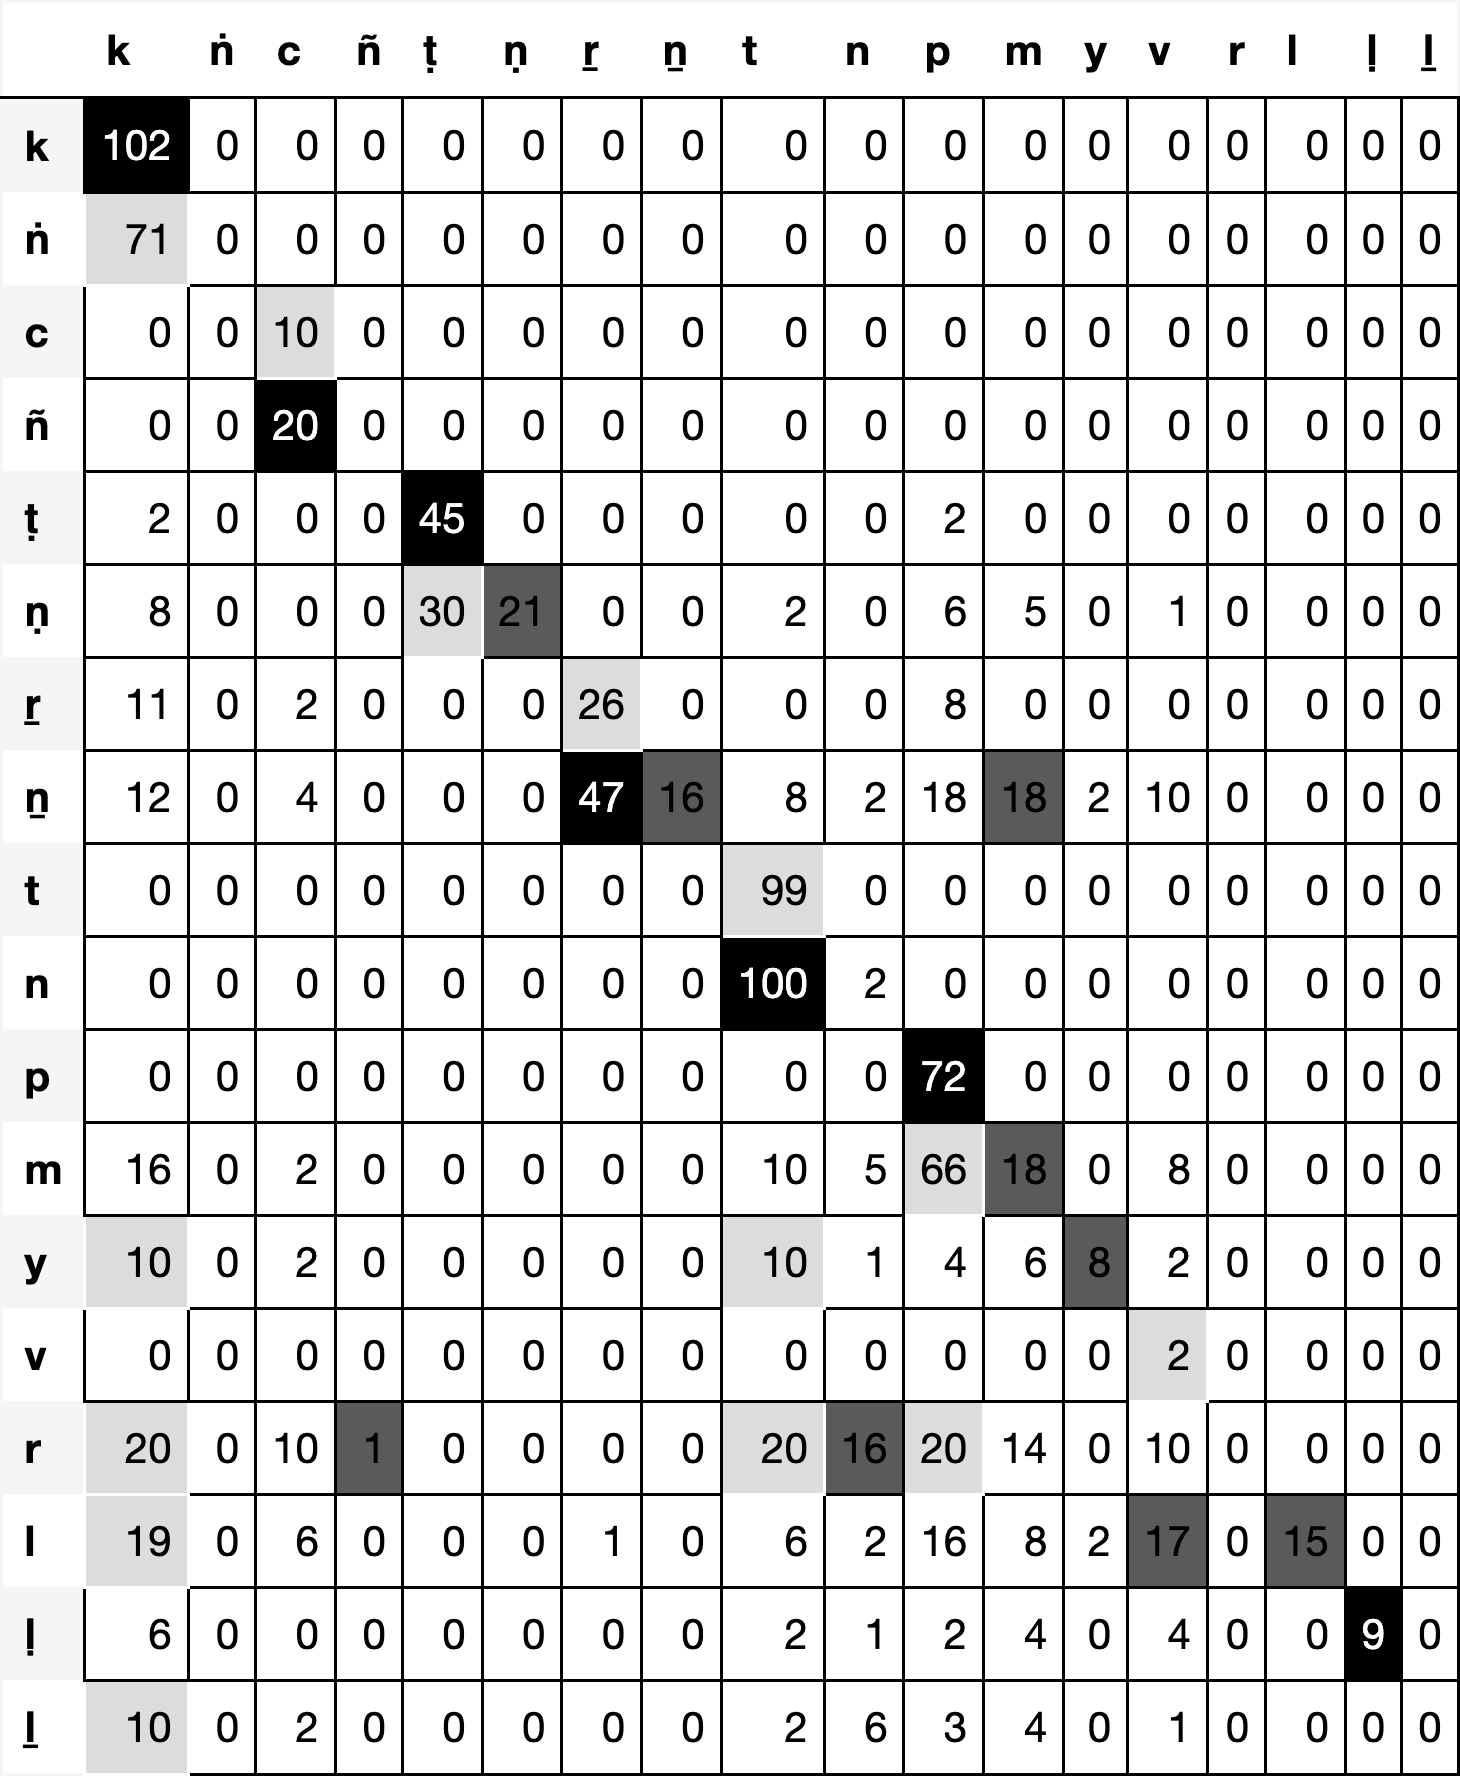 k ṅ c ñ ṭ ṇ ṟ ṉ t n p m y v r l ḷ ḻ
k 102 0 0 0 0 0 0 0 0 0 0 0 0 0 0 0 0 0
ṅ 71 0 0 0 0 0 0 0 0 0 0 0 0 0 0 0 0 0
c 0 0 10 0 0 0 0 0 0 0 0 0 0 0 0 0 0 0
ñ 0 0 20 0 0 0 0 0 0 0 0 0 0 0 0 0 0 0
ṭ 2 0 0 0 45 0 0 0 0 0 2 0 0 0 0 0 0 0
ṇ 8 0 0 0 30 21 0 0 2 0 6 5 0 1 0 0 0 0
ṟ 11 0 2 0 0 0 26 0 0 0 8 0 0 0 0 0 0 0
ṉ 12 0 4 0 0 0 47 16 8 2 18 18 2 10 0 0 0 0
t 0 0 0 0 0 0 0 0 99 0 0 0 0 0 0 0 0 0
n 0 0 0 0 0 0 0 0 100 2 0 0 0 0 0 0 0 0
p 0 0 0 0 0 0 0 0 0 0 72 0 0 0 0 0 0 0
m 16 0 2 0 0 0 0 0 10 5 66 18 0 8 0 0 0 0
y 10 0 2 0 0 0 0 0 10 1 4 6 8 2 0 0 0 0
v 0 0 0 0 0 0 0 0 0 0 0 0 0 2 0 0 0 0
r 20 0 10 1 0 0 0 0 20 16 20 14 0 10 0 0 0 0
l 19 0 6 0 0 0 1 0 6 2 16 8 2 17 0 15 0 0
ḷ 6 0 0 0 0 0 0 0 2 1 2 4 0 4 0 0 9 0
ḻ 10 0 2 0 0 0 0 0 2 6 3 4 0 1 0 0 0 0